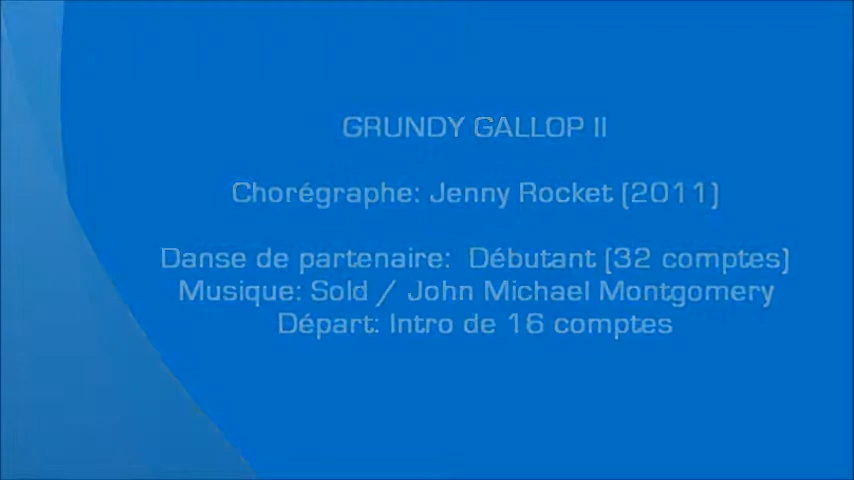 GRUNDY GALLOP II
Chorégraphe: Jenny Rocket (2011)
Danse de partenaire: Débutant (32 comptes)
Musique: Sold / John Michael Montgomery
Départ: Intro de 16 comptes